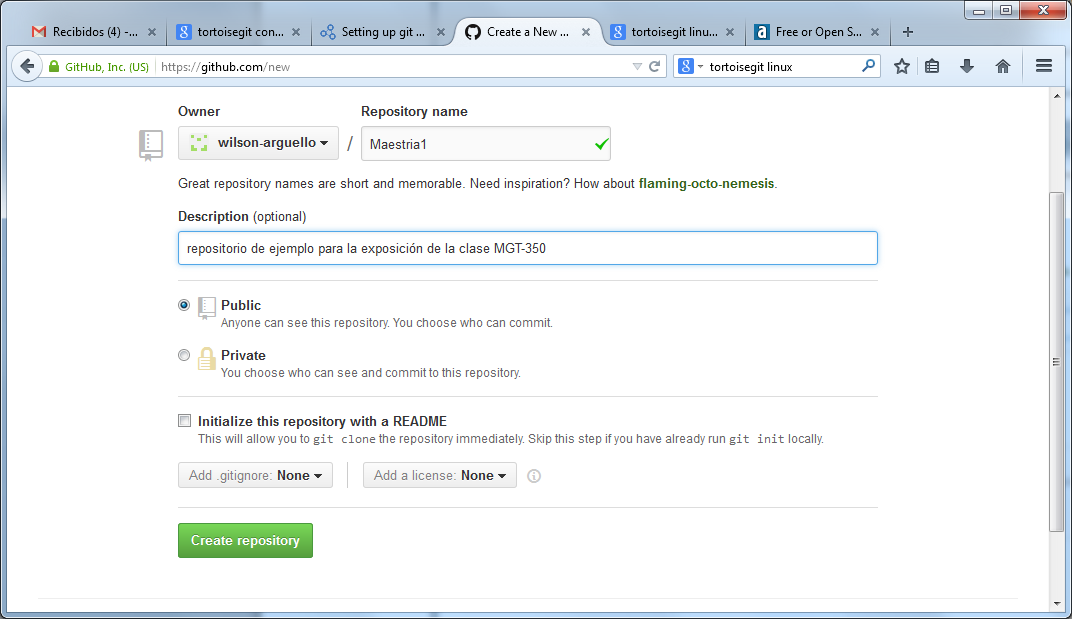 Recibidos (4) -...
tortoisegit con...
Setting up git ...
Create a New ...
tortoisegit linu...
Free or Open S...
GitHub, Inc. (US)
https://github.com/new
tortoisegit linux
Owner
Repository name
wilson-arguello / Maestria1
Great repository names are short and memorable. Need inspiration? How about flaming-octo-nemesis.
Description (optional)
repositorio de ejemplo para la exposición de la clase MGT-350
Public
Anyone can see this repository. You choose who can commit.
Private
You choose who can see and commit to this repository.
Initialize this repository with a README
This will allow you to git clone the repository immediately. Skip this step if you have already run git init locally.
Add .gitignore: None
Add a license: None
Create repository